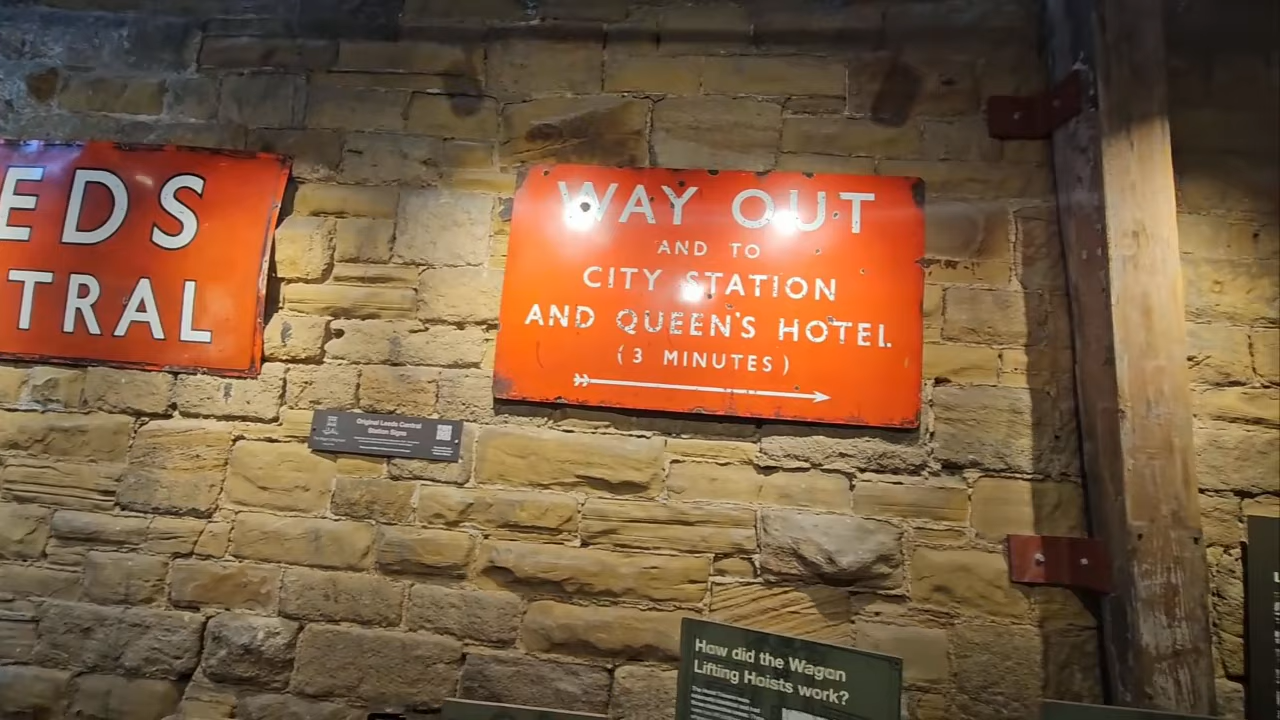 EDS
TRAL
WAY OUT
AND TO
CITY STATION
AND QUEEN'S HOTEL
(3 MINUTES)
Original Leeds Central
Station Signs
How did the Wagon
Lifting Hoists work?